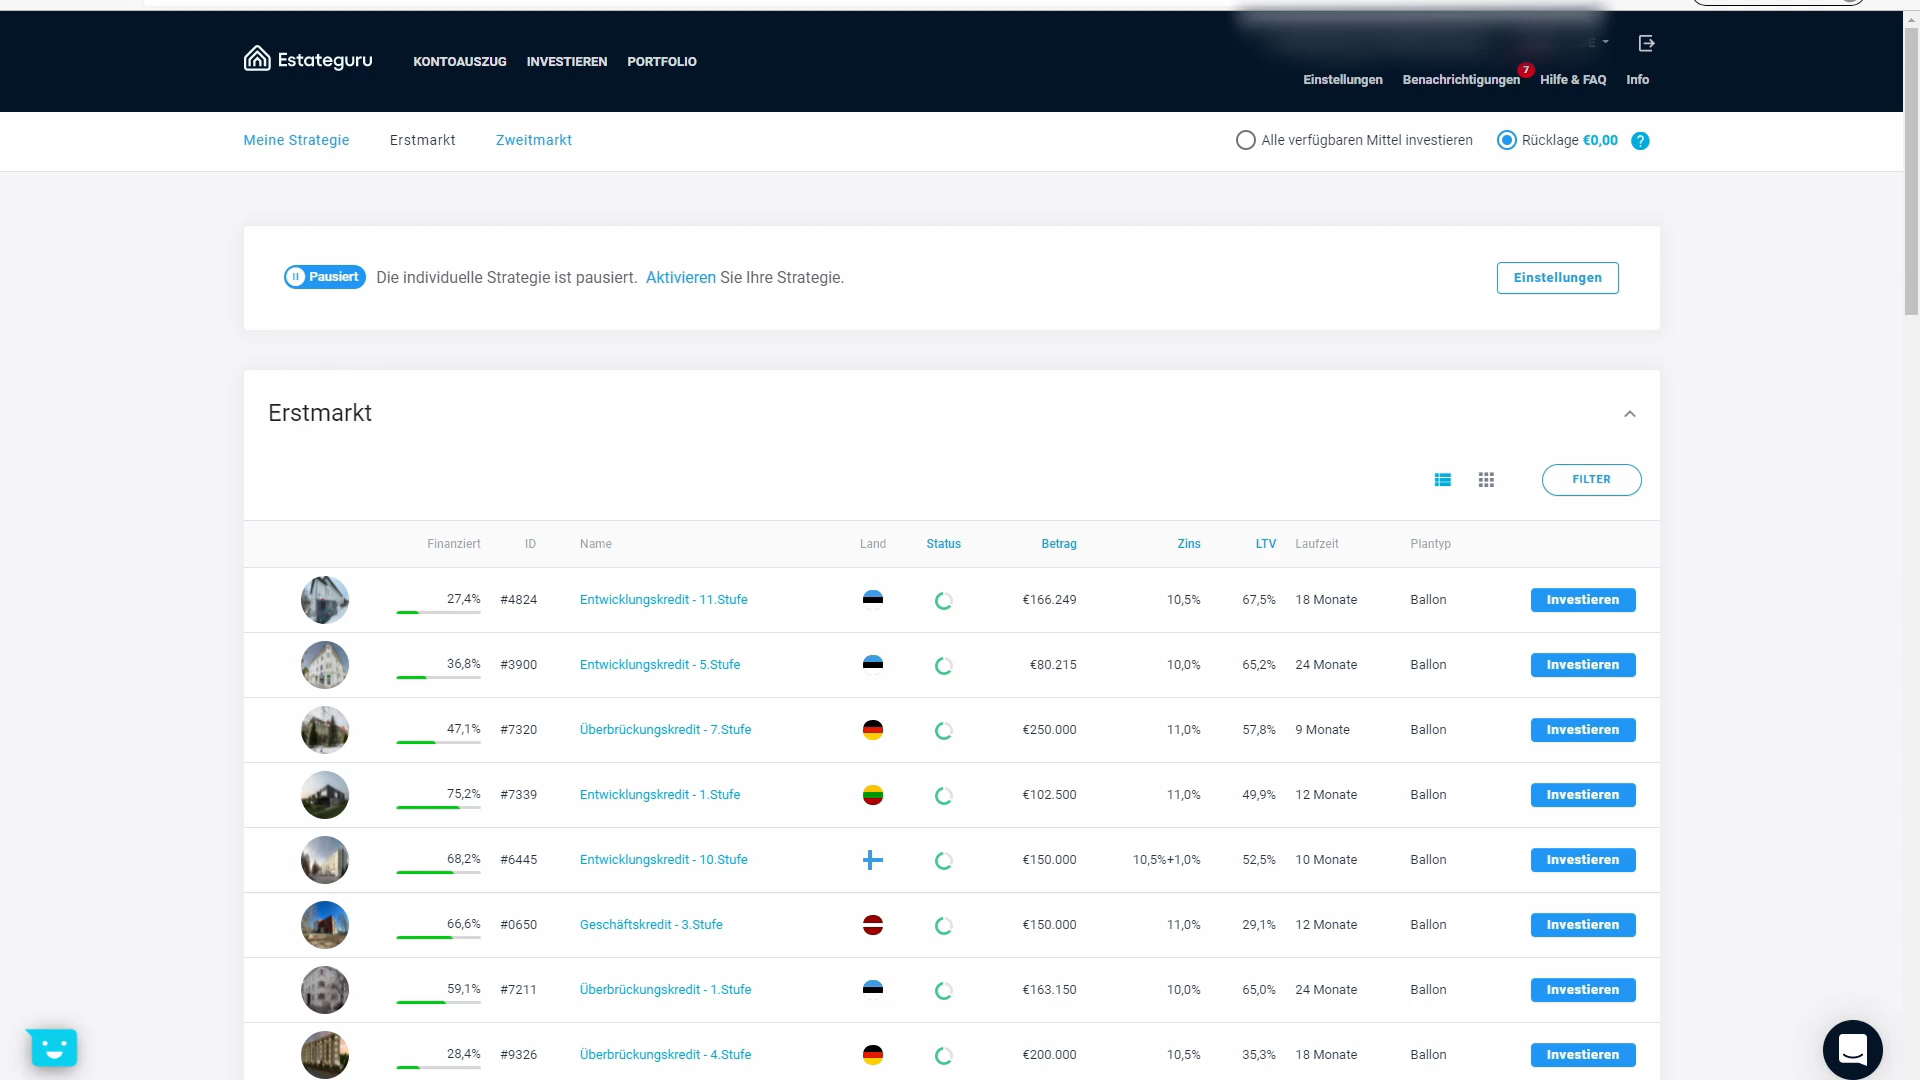 Estateguru KONTOAUSZUG INVESTIEREN PORTFOLIO
Einstellungen Benachrichtigungen 7 Hilfe & FAQ Info
Meine Strategie Erstmarkt Zweitmarkt Alle verfügbaren Mittel investieren Rücklage €0,00 ?
Pausiert Die individuelle Strategie ist pausiert. Aktivieren Sie Ihre Strategie. Einstellungen
Erstmarkt
FILTER
Finanziert ID Name Land Status Betrag Zins LTV Laufzeit Plantyp
27,4% #4824 Entwicklungskredit - 11.Stufe €166.249 10,5% 67,5% 18 Monate Ballon Investieren
36,8% #3900 Entwicklungskredit - 5.Stufe €80.215 10,0% 65,2% 24 Monate Ballon Investieren
47,1% #7320 Überbrückungskredit - 7.Stufe €250.000 11,0% 57,8% 9 Monate Ballon Investieren
75,2% #7339 Entwicklungskredit - 1.Stufe €102.500 11,0% 49,9% 12 Monate Ballon Investieren
68,2% #6445 Entwicklungskredit - 10.Stufe €150.000 10,5%+1,0% 52,5% 10 Monate Ballon Investieren
66,6% #0650 Geschäftskredit - 3.Stufe €150.000 11,0% 29,1% 12 Monate Ballon Investieren
59,1% #7211 Überbrückungskredit - 1.Stufe €163.150 10,0% 65,0% 24 Monate Ballon Investieren
28,4% #9326 Überbrückungskredit - 4.Stufe €200.000 10,5% 35,3% 18 Monate Ballon Investieren